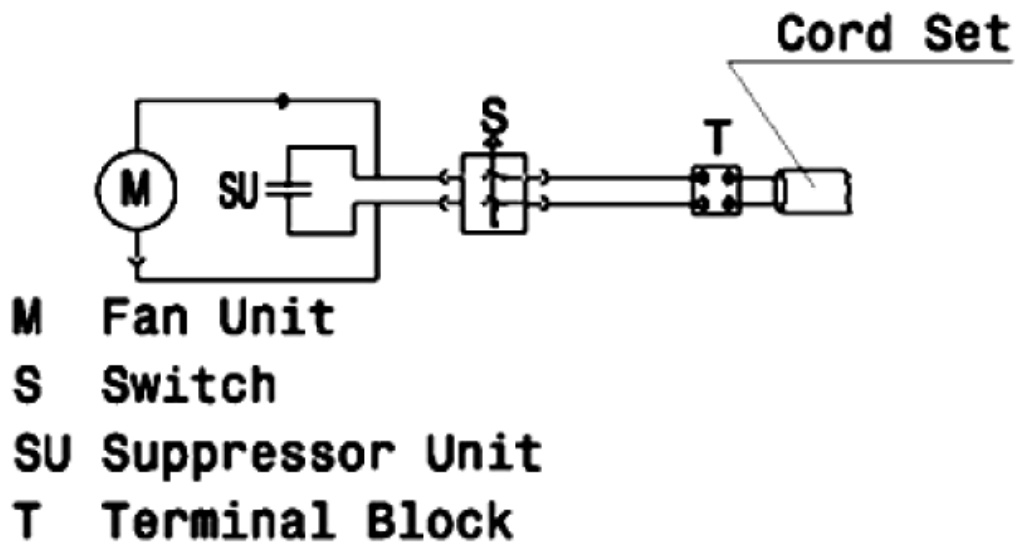 Cord Set
S
T
M
SU
M Fan Unit
S Switch
SU Suppressor Unit
T Terminal Block